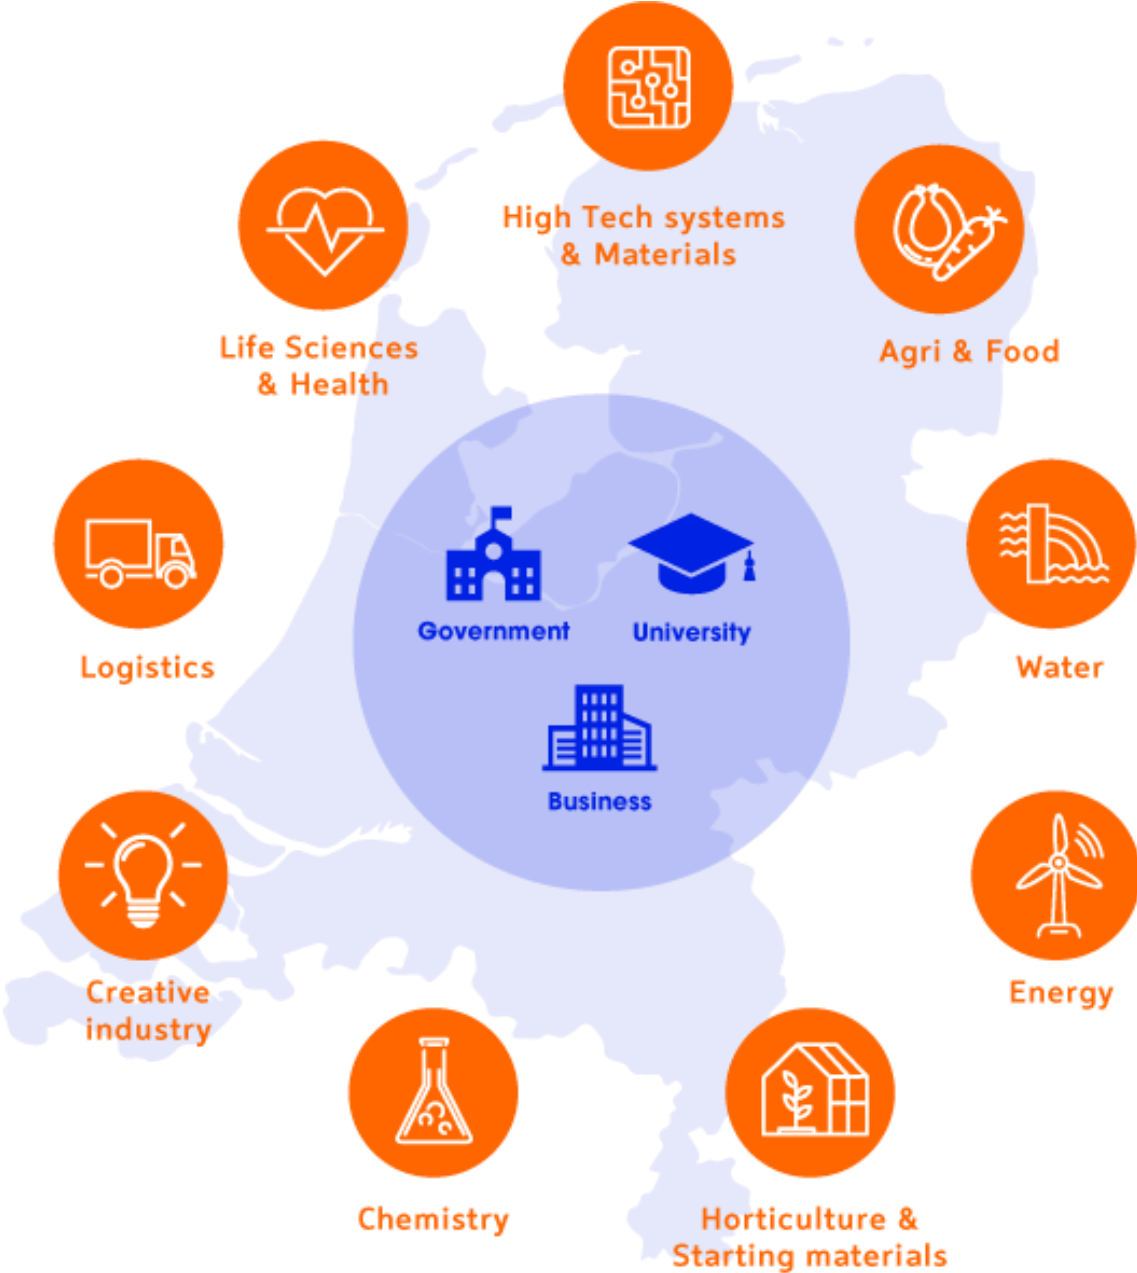 High Tech systems
& Materials
Life Sciences
& Health
Agri & Food
Logistics
Government
University
Water
Business
Creative
industry
Energy
Chemistry
Horticulture &
Starting materials